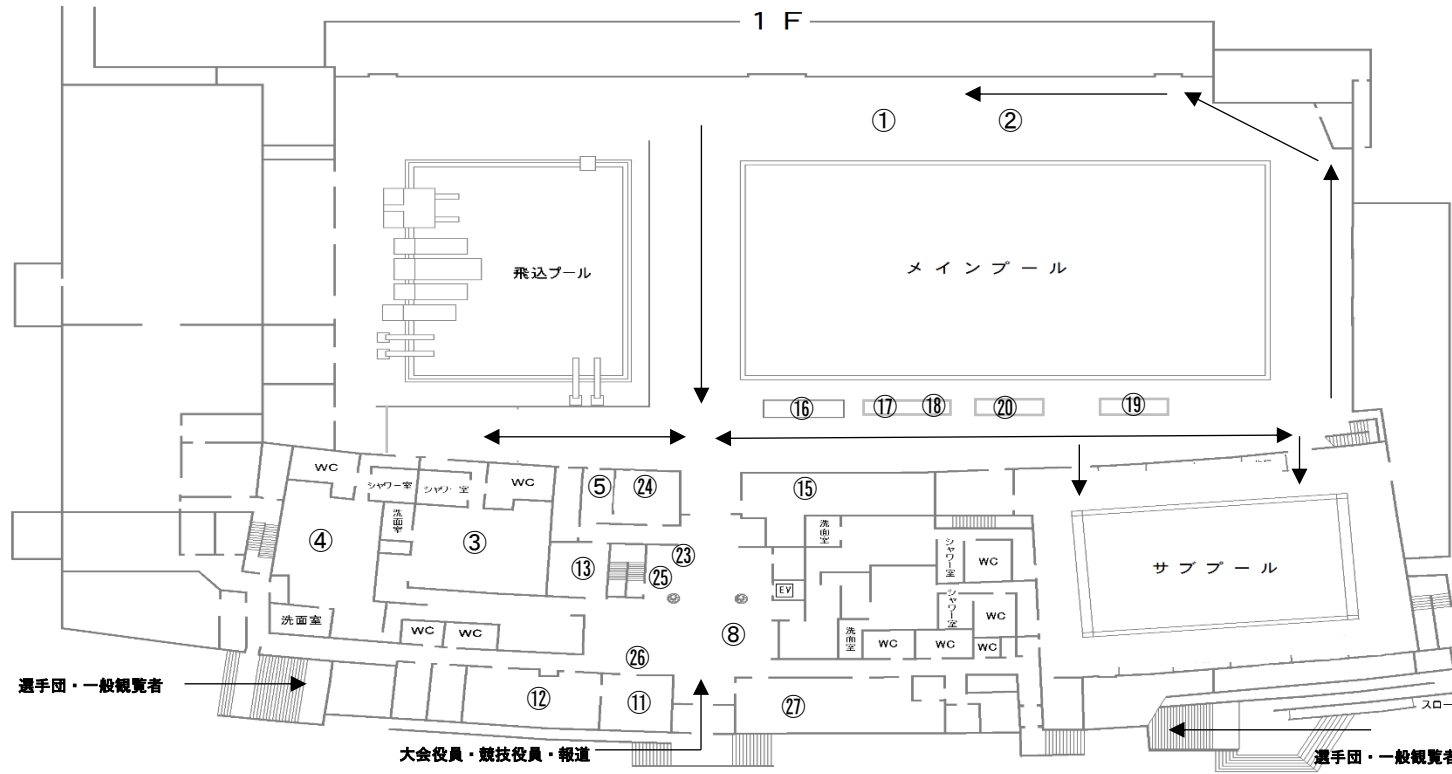 1 F
① ②
飛込プール
メインプール
⑯ ⑰ ⑱ ⑳ ⑲
WC
シャワー室
シャワー室
WC
⑤
㉔
⑮
洗面室
④
③
⑬
㉓
㉕
洗面室
EV
シャワー室
WC
サブプール
洗面室
WC
WC
⑧
シャワー室
WC
洗面室
WC
WC
WC
㉖
選手団・一般観覧者
⑫
⑪
㉗
スロー
大会役員・競技役員・報道
選手団・一般観覧者